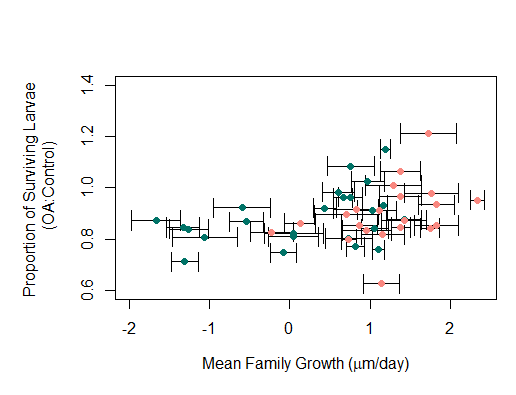 Proportion of Surviving Larvae
(OA:Control)
1.4
1.2
1.0
0.8
0.6
-2 -1 0 1 2
Mean Family Growth (μm/day)